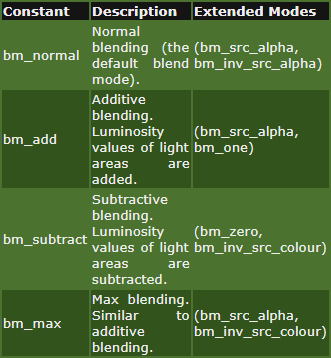 Constant Description Extended Modes
Normal
blending (the
bm_normal default blend (bm_src_alpha,
mode). bm_inv_src_alpha)
Additive
blending.
bm_add Luminosity (bm_src_alpha,
values of light bm_one)
areas are
added.
Subtractive
blending.
bm_subtract Luminosity (bm_zero,
values of light bm_inv_src_colour)
areas are
subtracted.
Max blending.
bm_max Similar to (bm_src_alpha,
additive bm_inv_src_colour)
blending.